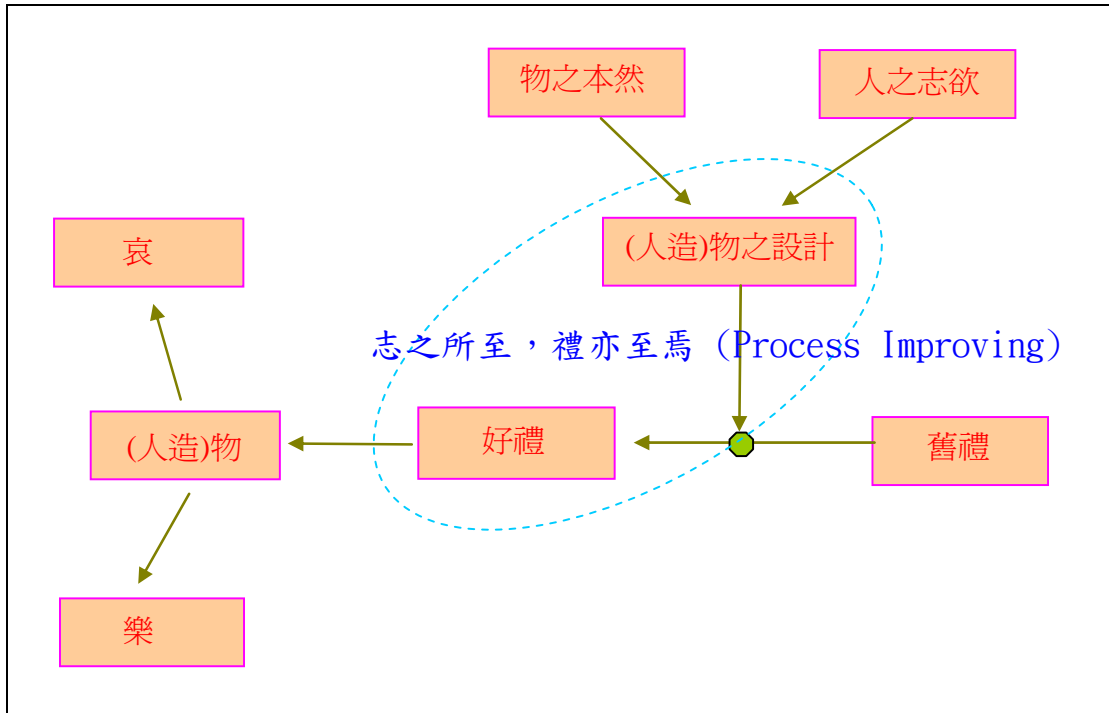 物之本然
人之志欲
哀
(人造)物之設計
志之所至，禮亦至焉 (Process Improving)
(人造)物
好禮
舊禮
樂